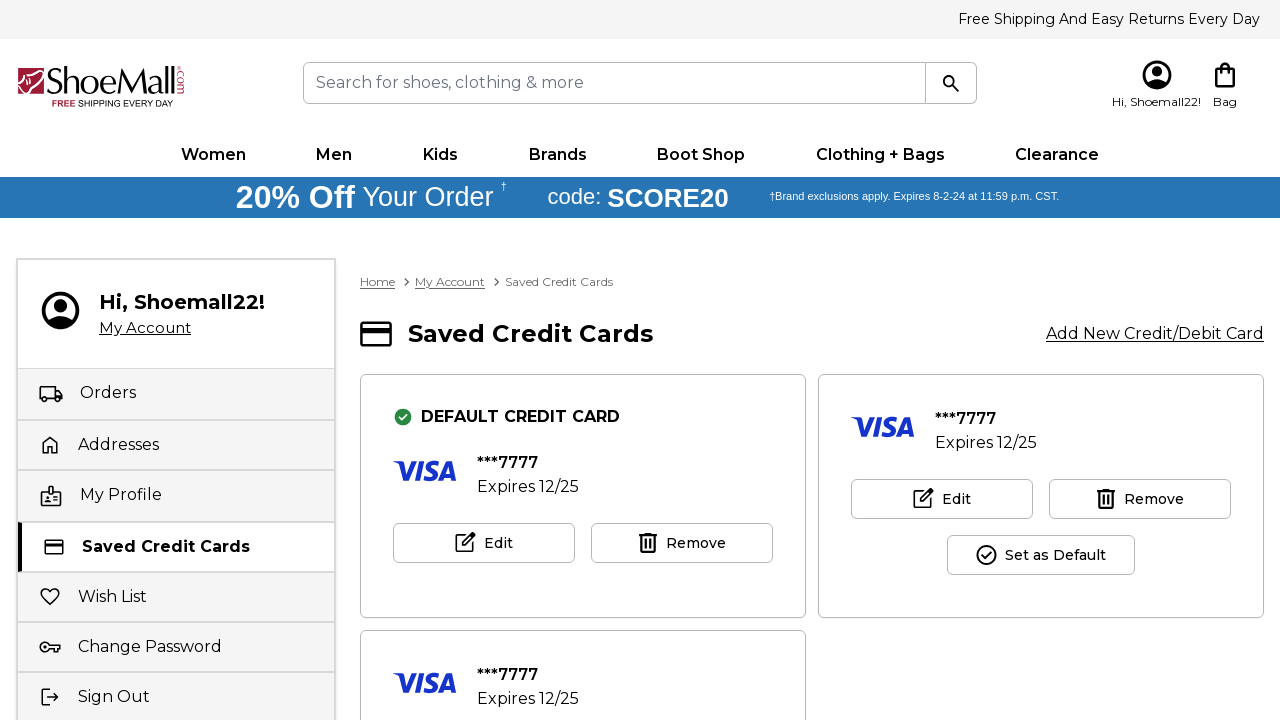 Free Shipping And Easy Returns Every Day
ShoeMall.com®
FREE SHIPPING EVERY DAY
Search for shoes, clothing & more
Hi, Shoemall22!
Bag
Women
Men
Kids
Brands
Boot Shop
Clothing + Bags
Clearance
20% Off Your Order † code: SCORE20 †Brand exclusions apply. Expires 8-2-24 at 11:59 p.m. CST.
Hi, Shoemall22!
My Account
Orders
Addresses
My Profile
Saved Credit Cards
Wish List
Change Password
Sign Out
Home > My Account > Saved Credit Cards
Saved Credit Cards
Add New Credit/Debit Card
DEFAULT CREDIT CARD
VISA
***7777
Expires 12/25
Edit
Remove
VISA
***7777
Expires 12/25
Edit
Remove
Set as Default
VISA
***7777
Expires 12/25